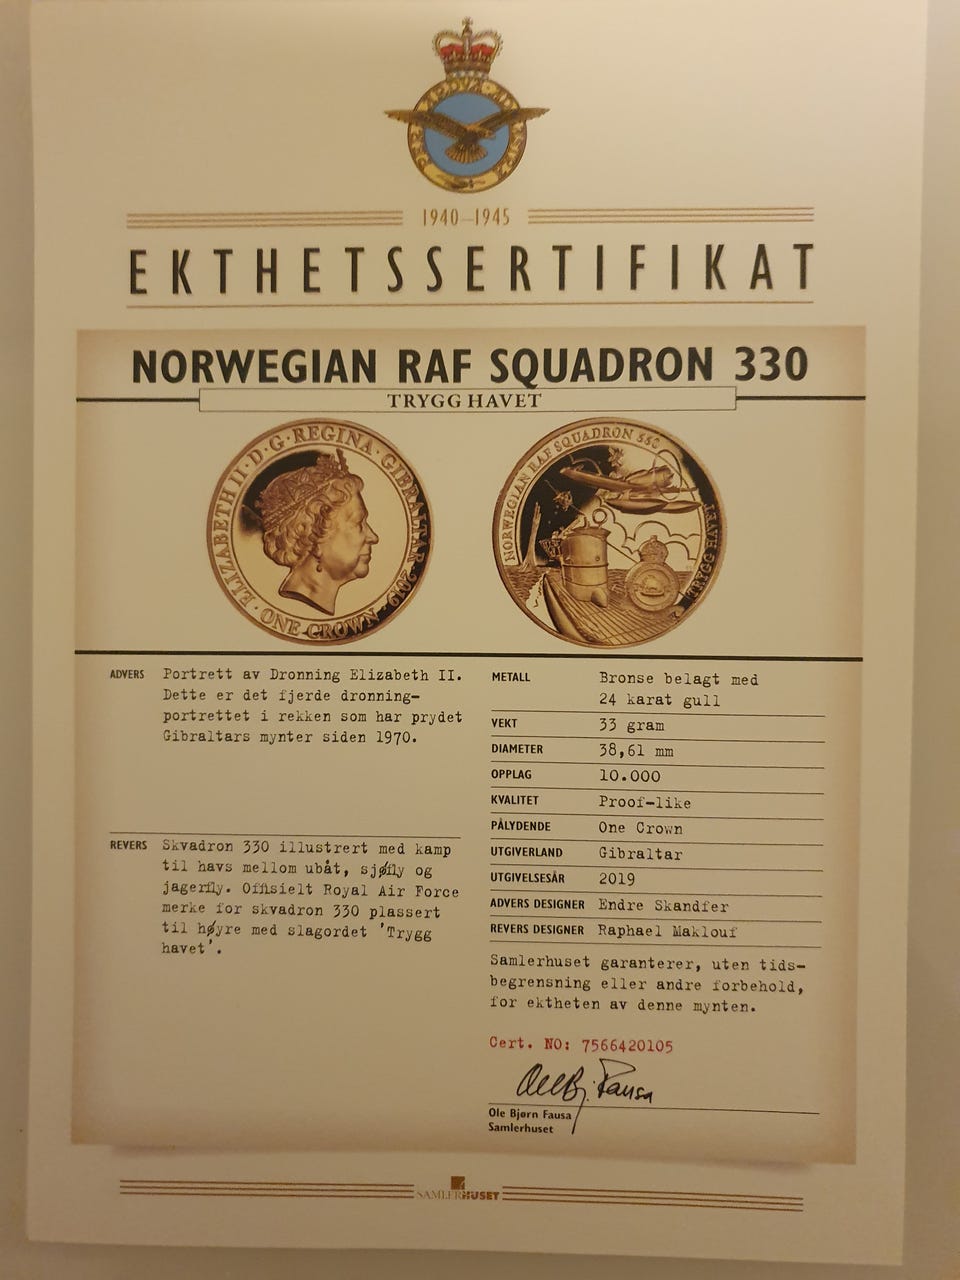 1940–1945
EKTHETSSERTIFIKAT
NORWEGIAN RAF SQUADRON 330
TRYGG HAVET
ELIZABETH II · D · G · REGINA · GIBRALTAR 2019
· ONE CROWN ·
NORWEGIAN RAF SQUADRON 330
TRYGG HAVET
ADVERS Portrett av Dronning Elizabeth II.
Dette er det fjerde dronning-
portrettet i rekken som har prydet
Gibraltars mynter siden 1970.
REVERS Skvadron 330 illustrert med kamp
til havs mellom ubåt, sjøfly og
jagerfly. Offisielt Royal Air Force
merke for skvadron 330 plassert
til høyre med slagordet 'Trygg
havet'.
METALL Bronse belagt med
24 karat gull
VEKT 33 gram
DIAMETER 38,61 mm
OPPLAG 10.000
KVALITET Proof-like
PÅLYDENDE One Crown
UTGIVERLAND Gibraltar
UTGIVELSESÅR 2019
ADVERS DESIGNER Endre Skandfer
REVERS DESIGNER Raphael Maklouf
Samlerhuset garanterer, uten tids-
begrensning eller andre forbehold,
for ektheten av denne mynten.
Cert. NO: 7566420105
Ole Bj. Fausa
Ole Bjørn Fausa
Samlerhuset
SAMLERHUSET